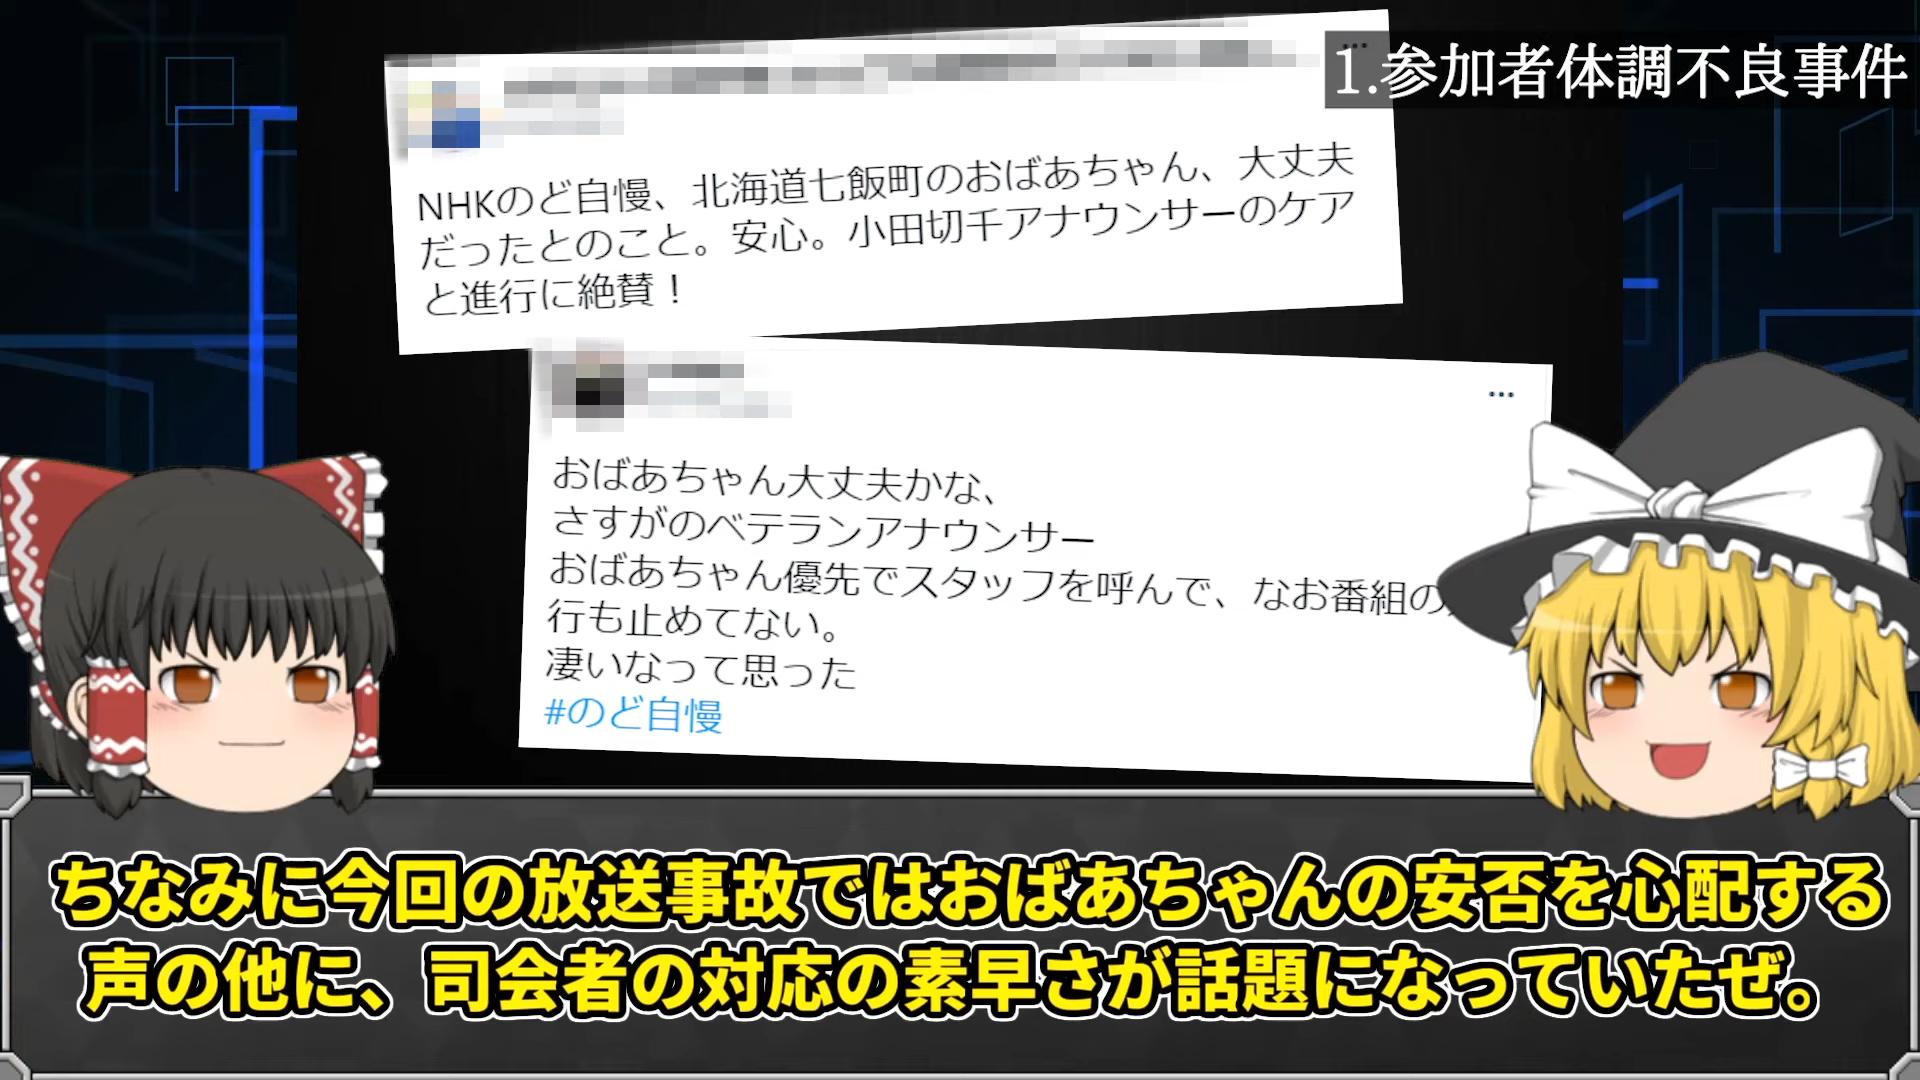 1.参加者体調不良事件
NHKのど自慢、北海道七飯町のおばあちゃん、大丈夫
だったとのこと。安心。小田切千アナウンサーのケア
と進行に絶賛！
おばあちゃん大丈夫かな、
さすがのベテランアナウンサー
おばあちゃん優先でスタッフを呼んで、なお番組の
行も止めてない。
凄いなって思った
#のど自慢
ちなみに今回の放送事故ではおばあちゃんの安否を心配する
声の他に、司会者の対応の素早さが話題になっていたぜ。